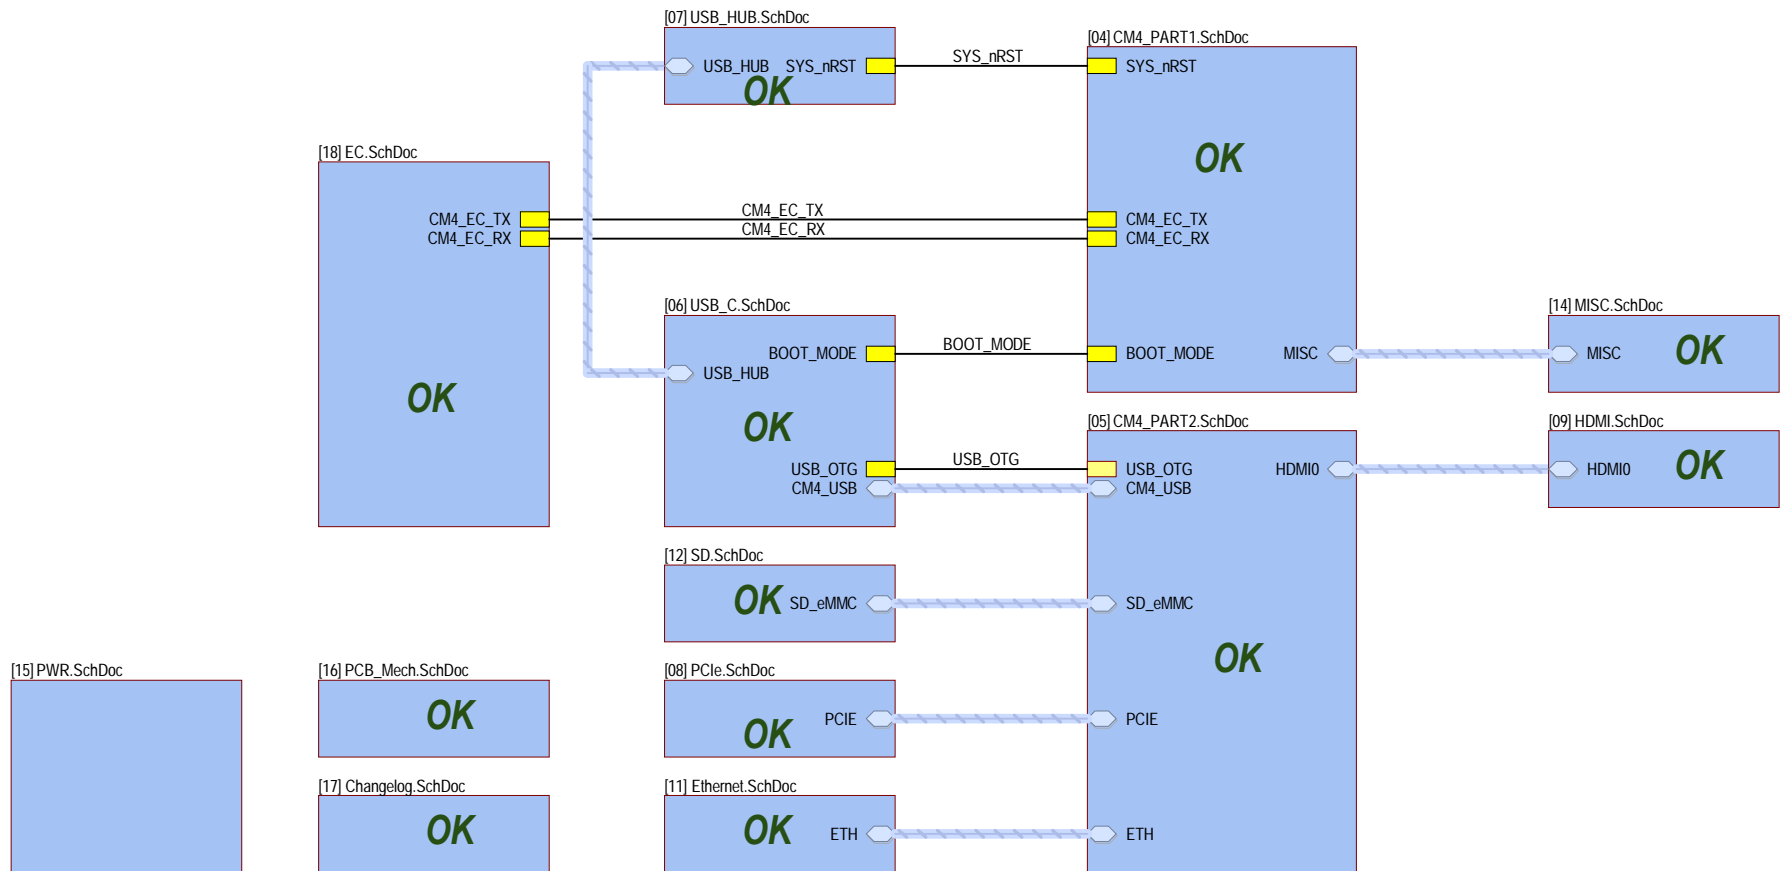 [07] USB_HUB.SchDoc
USB_HUB SYS_nRST
OK
SYS_nRST
[04] CM4_PART1.SchDoc
SYS_nRST
OK
CM4_EC_TX
CM4_EC_RX
BOOT_MODE MISC
[18] EC.SchDoc
CM4_EC_TX
CM4_EC_RX
OK
CM4_EC_TX
CM4_EC_RX
[06] USB_C.SchDoc
BOOT_MODE
USB_HUB
OK
USB_OTG
CM4_USB
BOOT_MODE
USB_OTG
[14] MISC.SchDoc
MISC OK
[05] CM4_PART2.SchDoc
USB_OTG HDMI0
CM4_USB
SD_eMMC
OK
PCIE
ETH
[09] HDMI.SchDoc
HDMI0 OK
[12] SD.SchDoc
OK SD_eMMC
[15] PWR.SchDoc
[16] PCB_Mech.SchDoc
OK
[08] PCIe.SchDoc
PCIE
OK
[17] Changelog.SchDoc
OK
[11] Ethernet.SchDoc
OK ETH